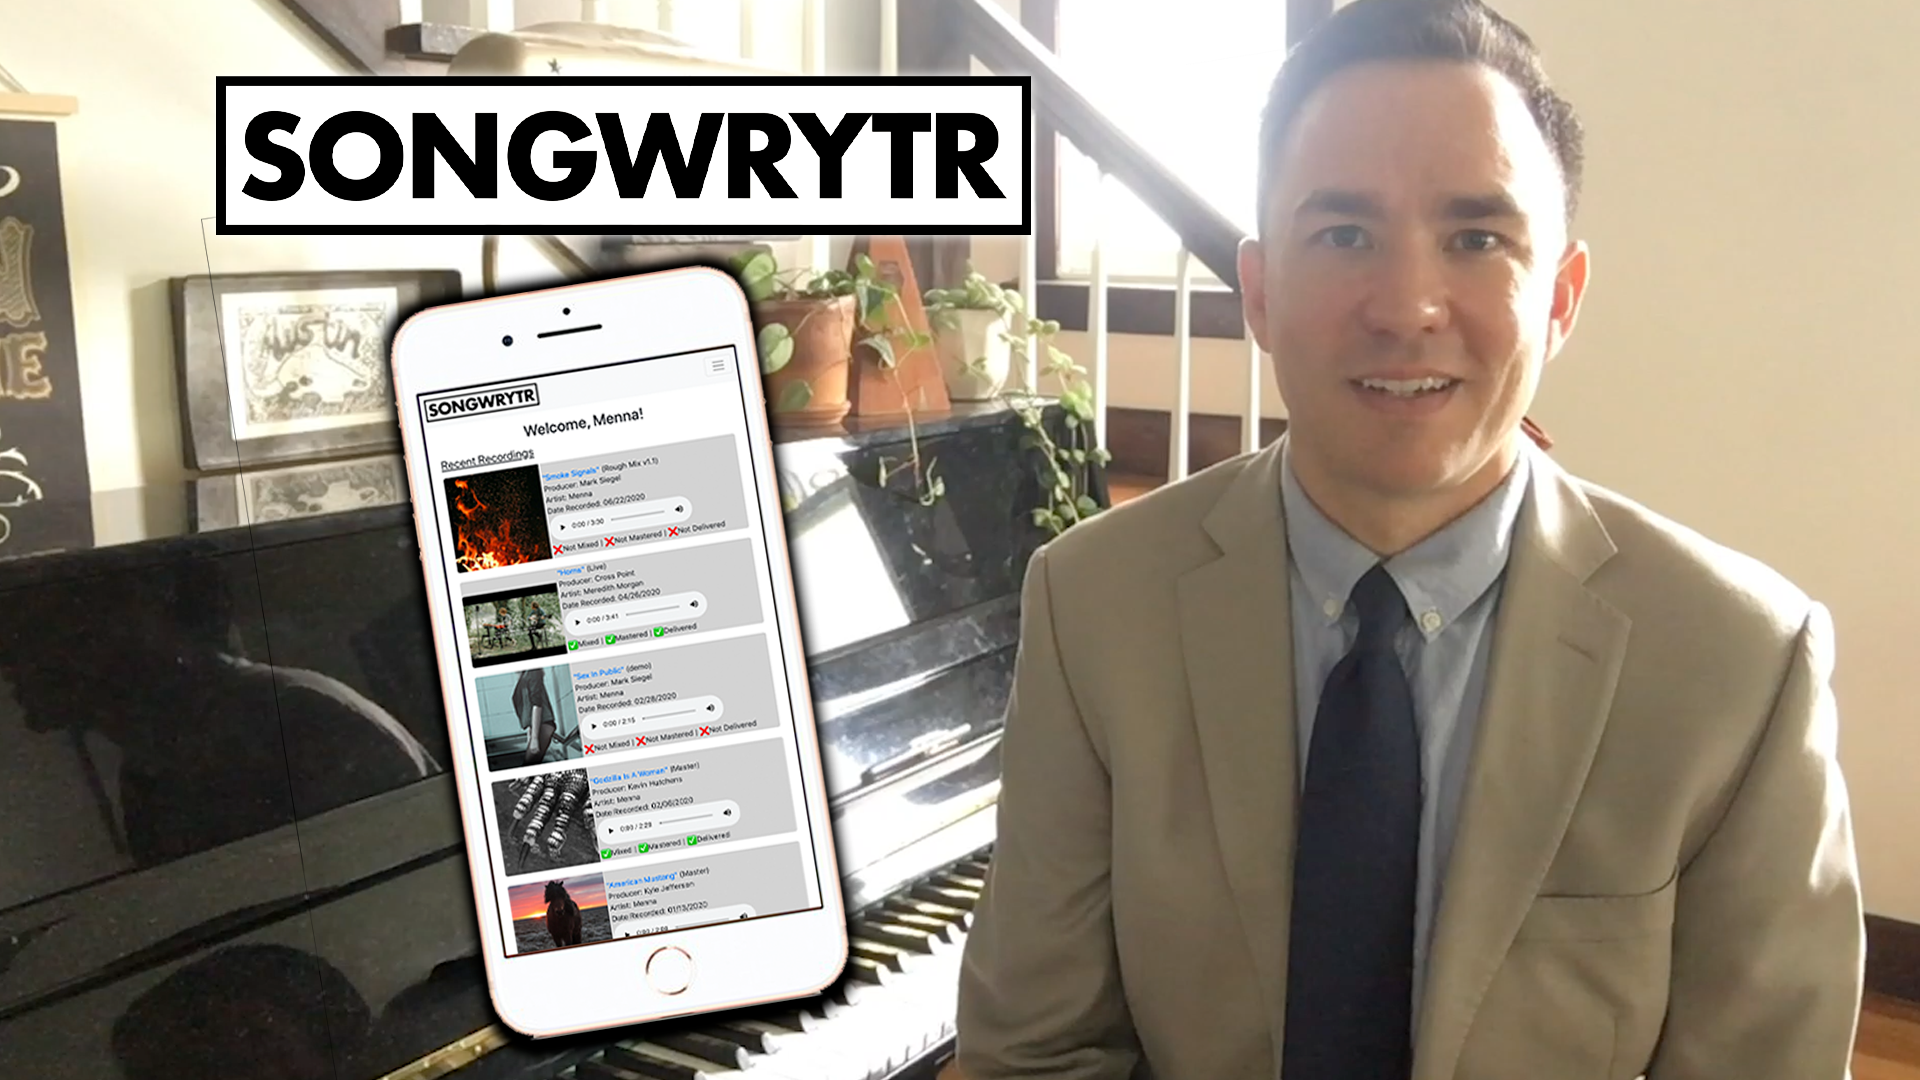 SONGWRYTR
Austin
SONGWRYTR
Welcome, Menna!
Recent Recordings
"Smoke Signals" (Rough Mix v1.1)
Producer: Mark Siegel
Artist: Menna
Date Recorded: 06/22/2020
0:00 / 3:30
❌Not Mixed | ❌Not Mastered | ❌Not Delivered
"Horns" (Live)
Producer: Cross Point
Artist: Meredith Morgan
Date Recorded: 04/26/2020
0:00 / 3:41
✅Mixed | ✅Mastered | ✅Delivered
"Sex In Public" (demo)
Producer: Mark Siegel
Artist: Menna
Date Recorded: 02/28/2020
0:00 / 2:15
❌Not Mixed | ❌Not Mastered | ❌Not Delivered
"Godzilla Is A Woman" (Master)
Producer: Kevin Hutchens
Artist: Menna
Date Recorded: 02/06/2020
0:00 / 2:29
✅Mixed | ✅Mastered | ✅Delivered
"American Mustang" (Master)
Producer: Kyle Jefferson
Artist: Menna
Date Recorded: 01/13/2020